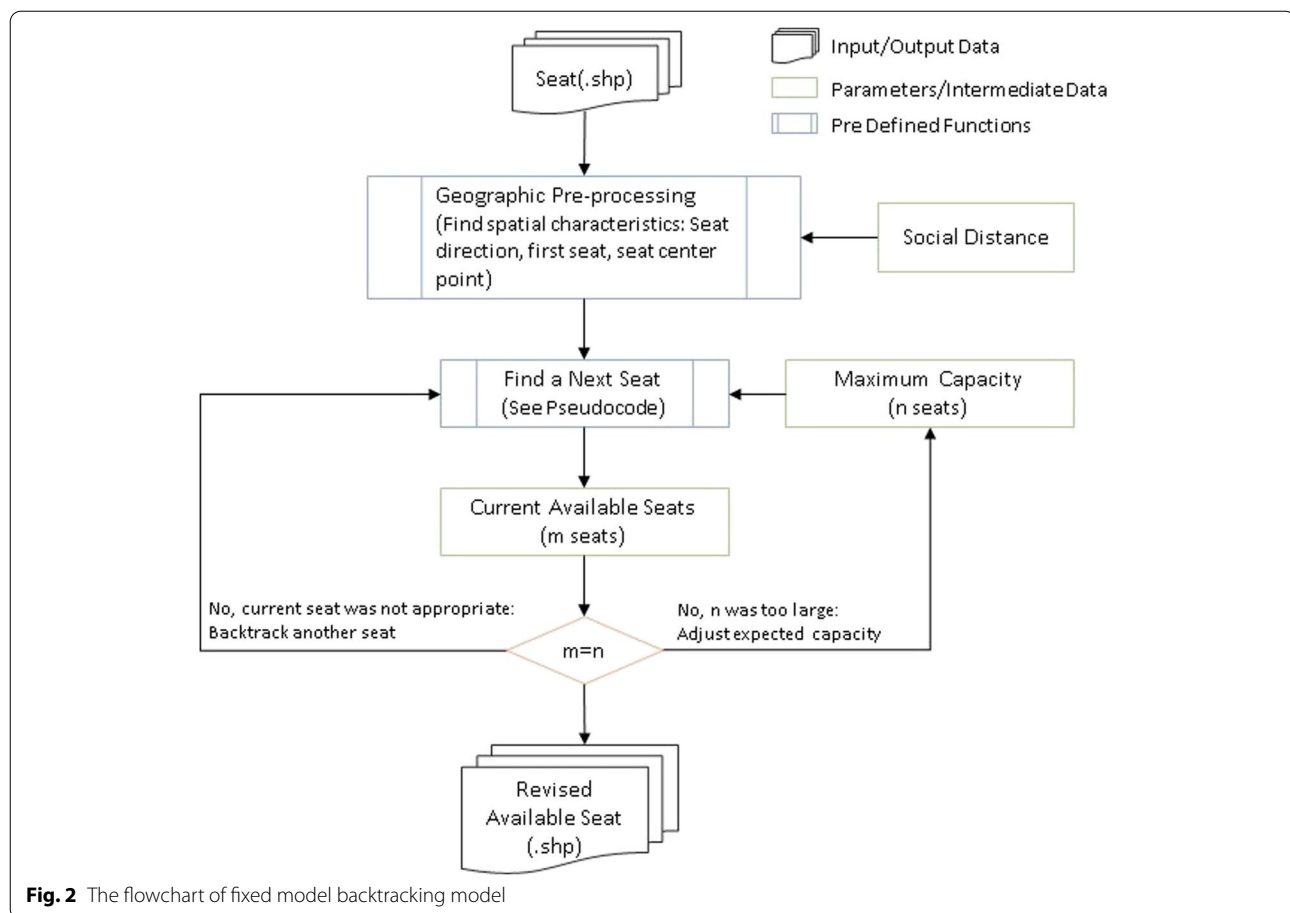 Seat(.shp)
Input/Output Data
Parameters/Intermediate Data
Pre Defined Functions
Geographic Pre-processing
(Find spatial characteristics: Seat
direction, first seat, seat center
point)
Social Distance
Find a Next Seat
(See Pseudocode)
Maximum Capacity
(n seats)
Current Available Seats
(m seats)
No, current seat was not appropriate:
Backtrack another seat
No, n was too large:
Adjust expected capacity
m=n
Revised
Available Seat
(.shp)
Fig. 2 The flowchart of fixed model backtracking model